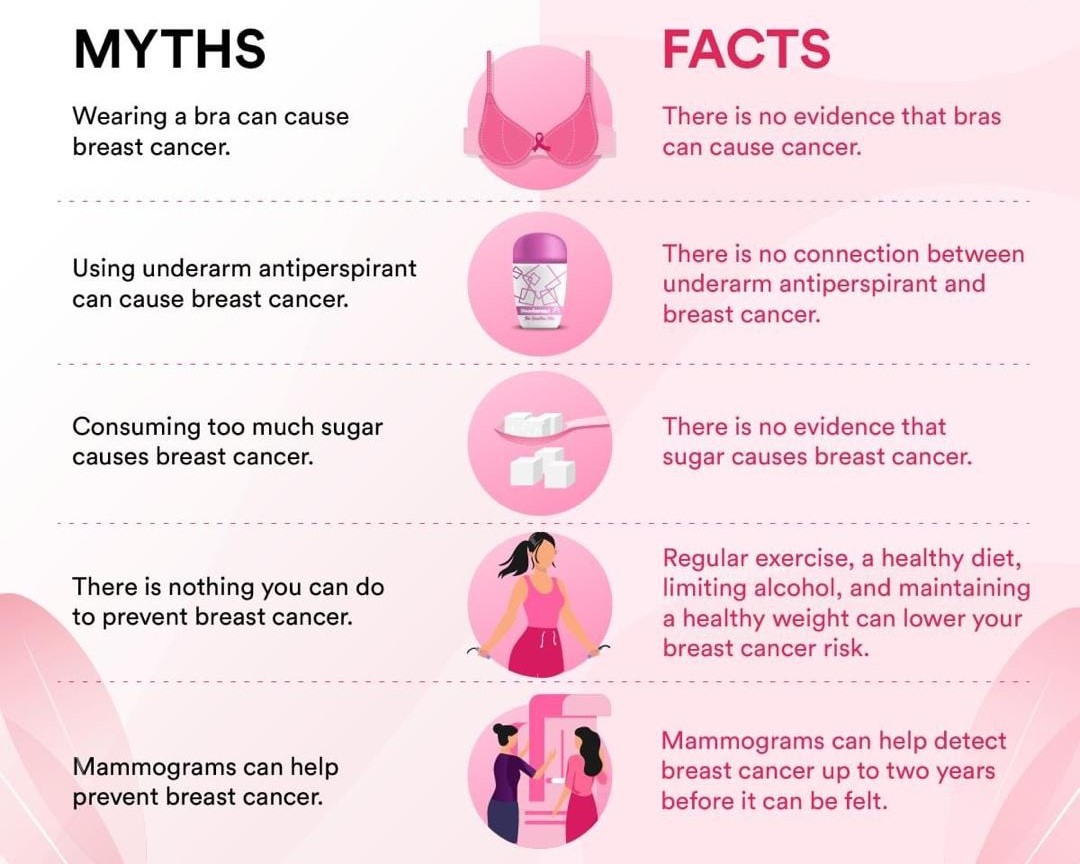 MYTHS
FACTS
Wearing a bra can cause
breast cancer.
There is no evidence that bras
can cause cancer.
Using underarm antiperspirant
can cause breast cancer.
There is no connection between
underarm antiperspirant and
breast cancer.
Consuming too much sugar
causes breast cancer.
There is no evidence that
sugar causes breast cancer.
There is nothing you can do
to prevent breast cancer.
Regular exercise, a healthy diet,
limiting alcohol, and maintaining
a healthy weight can lower your
breast cancer risk.
Mammograms can help
prevent breast cancer.
Mammograms can help detect
breast cancer up to two years
before it can be felt.